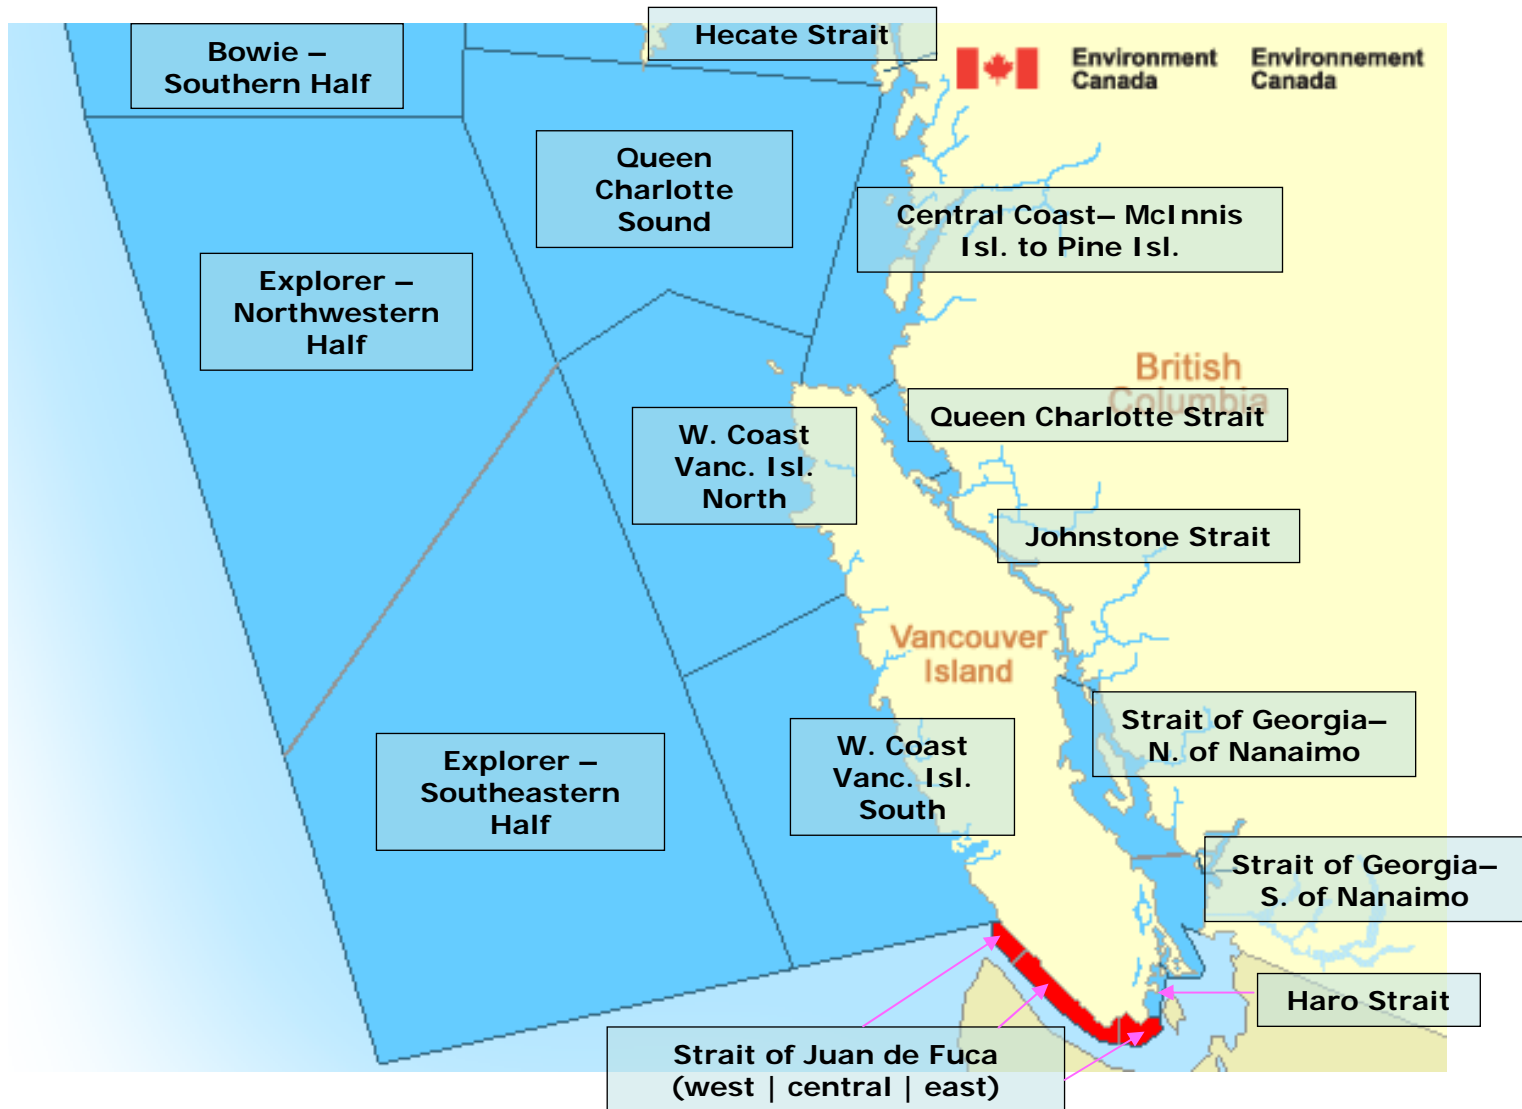 Hecate Strait
Bowie –
Southern Half
Environment
Canada
Environnement
Canada
Queen
Charlotte
Sound
Central Coast– McInnis
Isl. to Pine Isl.
Explorer –
Northwestern
Half
British
Columbia
Queen Charlotte Strait
W. Coast
Vanc. Isl.
North
Johnstone Strait
Vancouver
Island
Strait of Georgia–
N. of Nanaimo
W. Coast
Vanc. Isl.
South
Explorer –
Southeastern
Half
Strait of Georgia–
S. of Nanaimo
Haro Strait
Strait of Juan de Fuca
(west | central | east)